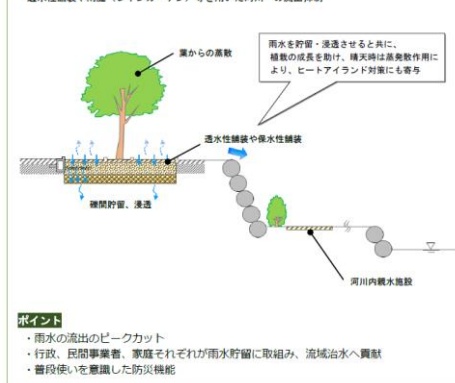 葉からの蒸散
雨水を貯留・浸透させると共に、
植栽の成長を助け、晴天時は蒸発散作用に
より、ヒートアイランド対策にも寄与
透水性舗装や保水性舗装
礫間貯留、浸透
河川内親水施設
ポイント
・雨水の流出のピークカット
・行政、民間事業者、家庭それぞれが雨水貯留に取組み、流域治水へ貢献
・普段使いを意識した防災機能